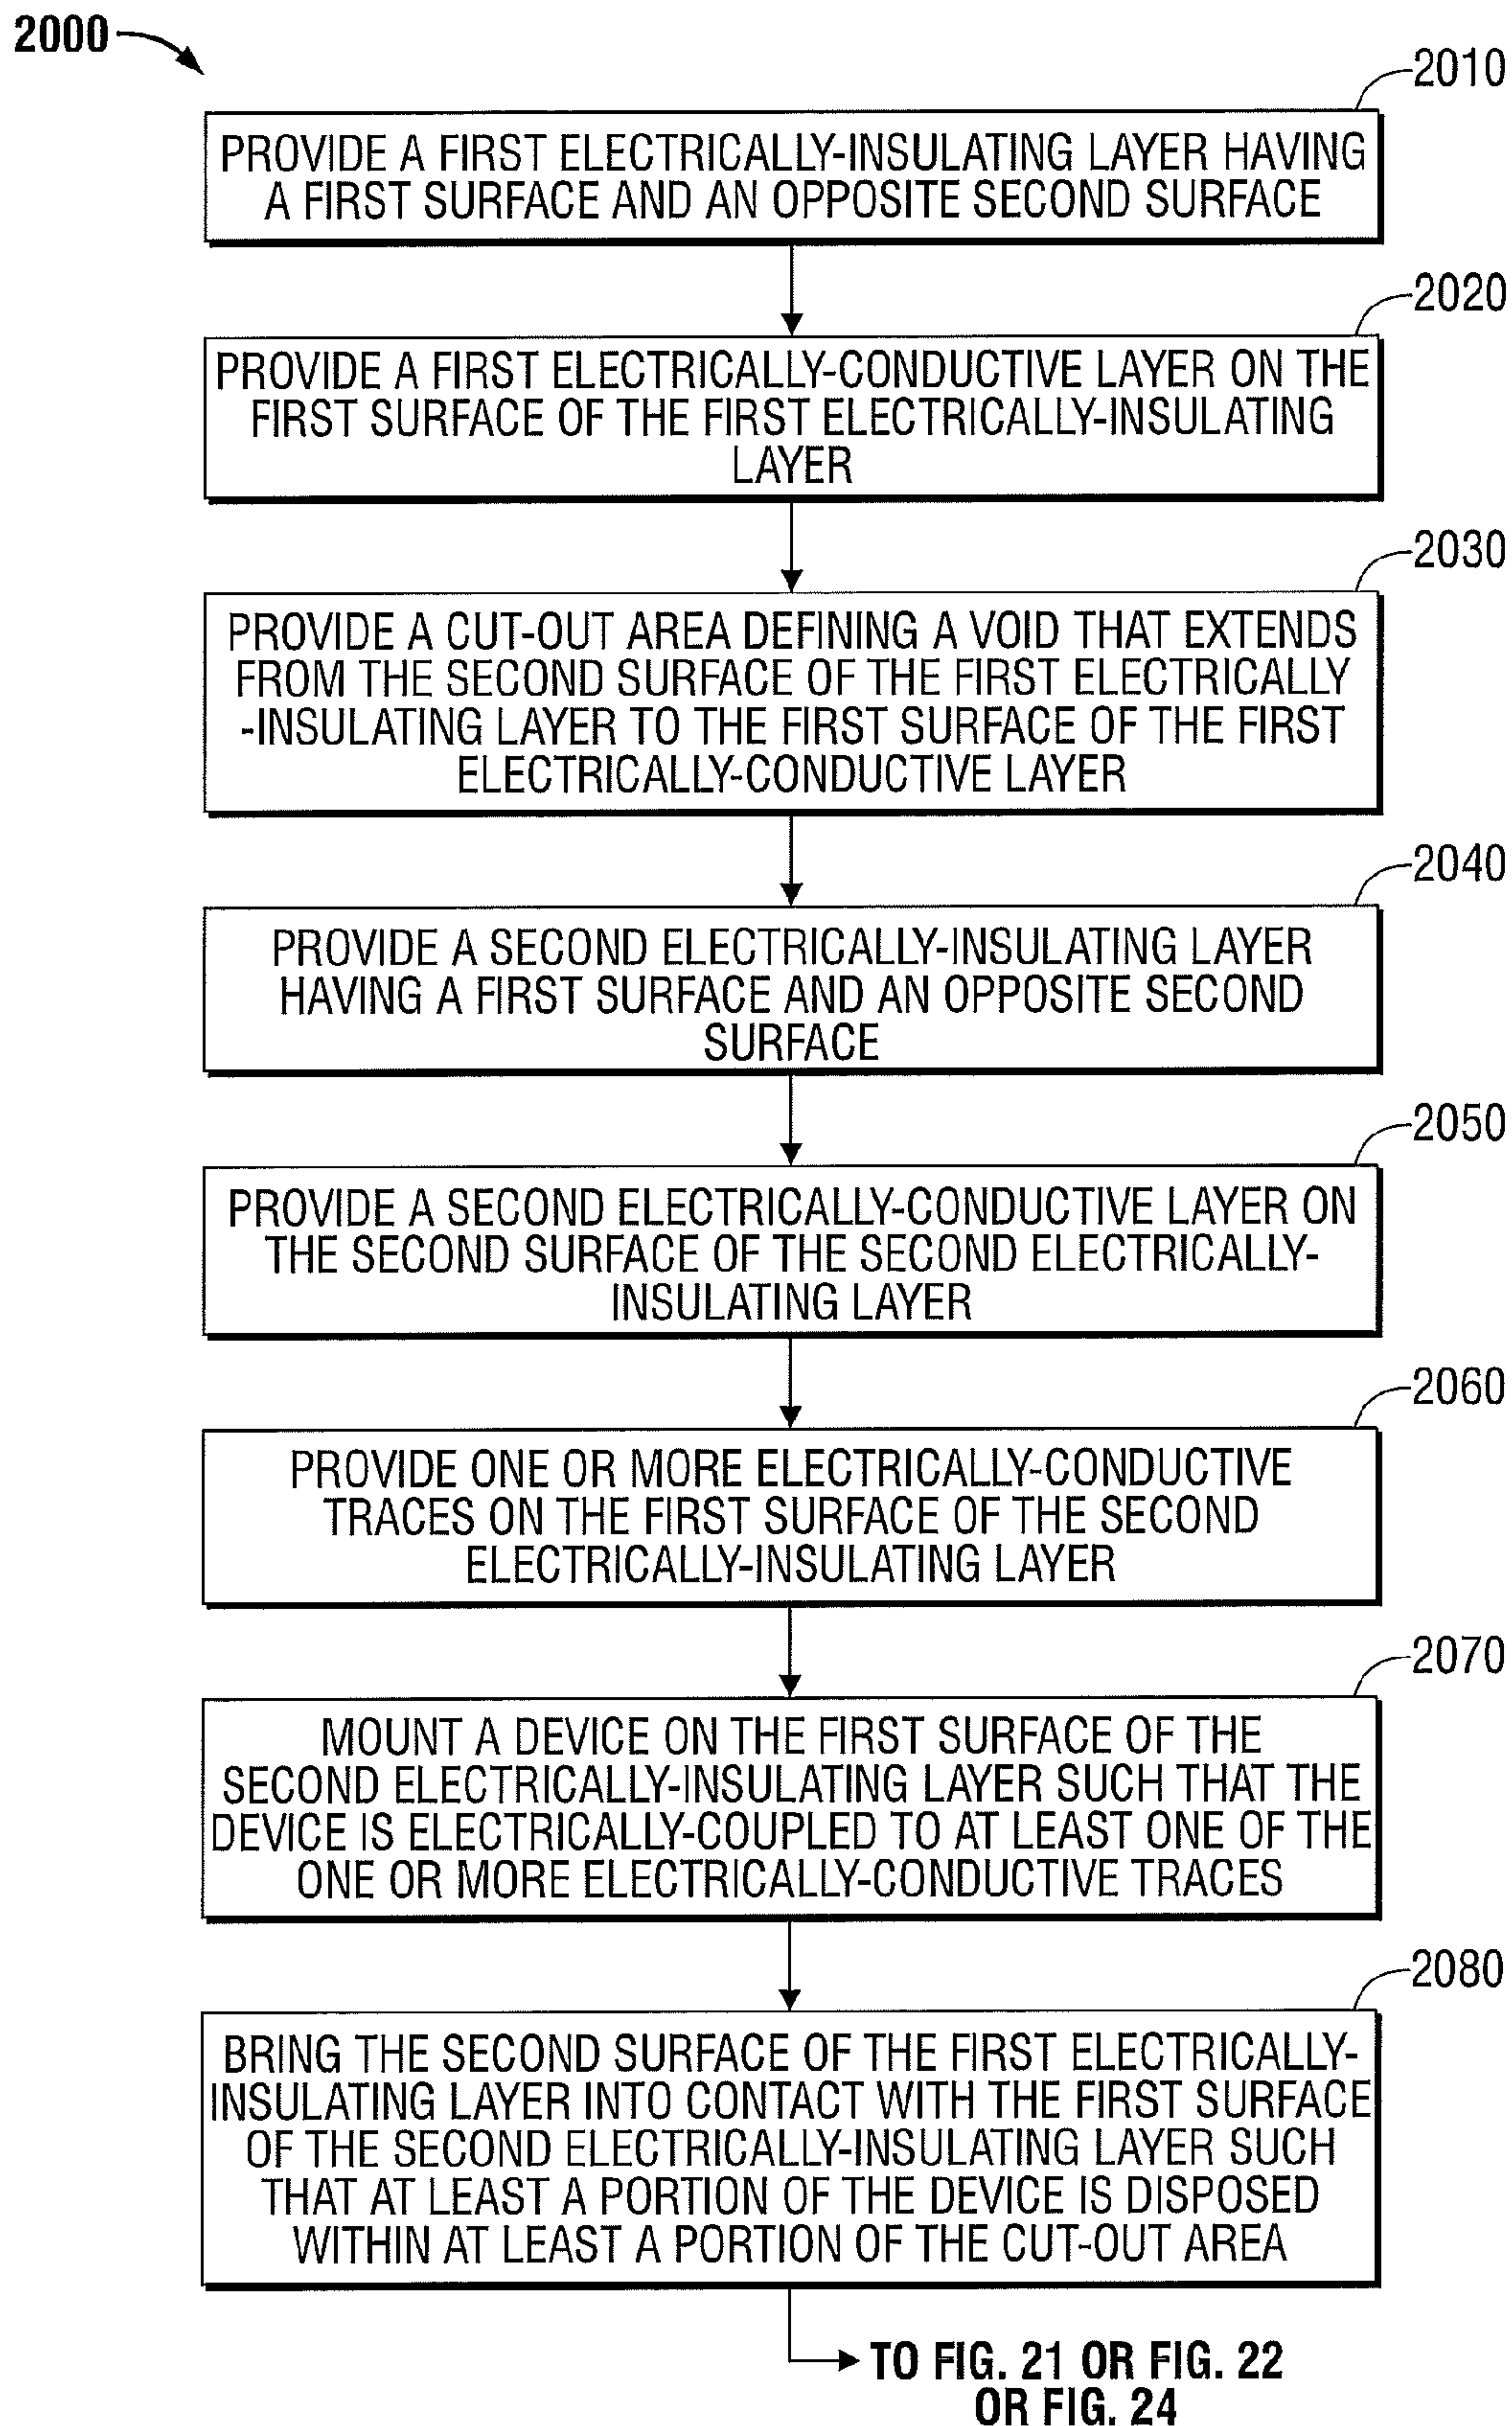 2000
2010
PROVIDE A FIRST ELECTRICALLY-INSULATING LAYER HAVING
A FIRST SURFACE AND AN OPPOSITE SECOND SURFACE
2020
PROVIDE A FIRST ELECTRICALLY-CONDUCTIVE LAYER ON THE
FIRST SURFACE OF THE FIRST ELECTRICALLY-INSULATING
LAYER
2030
PROVIDE A CUT-OUT AREA DEFINING A VOID THAT EXTENDS
FROM THE SECOND SURFACE OF THE FIRST ELECTRICALLY
-INSULATING LAYER TO THE FIRST SURFACE OF THE FIRST
ELECTRICALLY-CONDUCTIVE LAYER
2040
PROVIDE A SECOND ELECTRICALLY-INSULATING LAYER
HAVING A FIRST SURFACE AND AN OPPOSITE SECOND
SURFACE
2050
PROVIDE A SECOND ELECTRICALLY-CONDUCTIVE LAYER ON
THE SECOND SURFACE OF THE SECOND ELECTRICALLY-
INSULATING LAYER
2060
PROVIDE ONE OR MORE ELECTRICALLY-CONDUCTIVE
TRACES ON THE FIRST SURFACE OF THE SECOND
ELECTRICALLY-INSULATING LAYER
2070
MOUNT A DEVICE ON THE FIRST SURFACE OF THE
SECOND ELECTRICALLY-INSULATING LAYER SUCH THAT THE
DEVICE IS ELECTRICALLY-COUPLED TO AT LEAST ONE OF THE
ONE OR MORE ELECTRICALLY-CONDUCTIVE TRACES
2080
BRING THE SECOND SURFACE OF THE FIRST ELECTRICALLY-
INSULATING LAYER INTO CONTACT WITH THE FIRST SURFACE
OF THE SECOND ELECTRICALLY-INSULATING LAYER SUCH
THAT AT LEAST A PORTION OF THE DEVICE IS DISPOSED
WITHIN AT LEAST A PORTION OF THE CUT-OUT AREA
TO FIG. 21 OR FIG. 22
OR FIG. 24